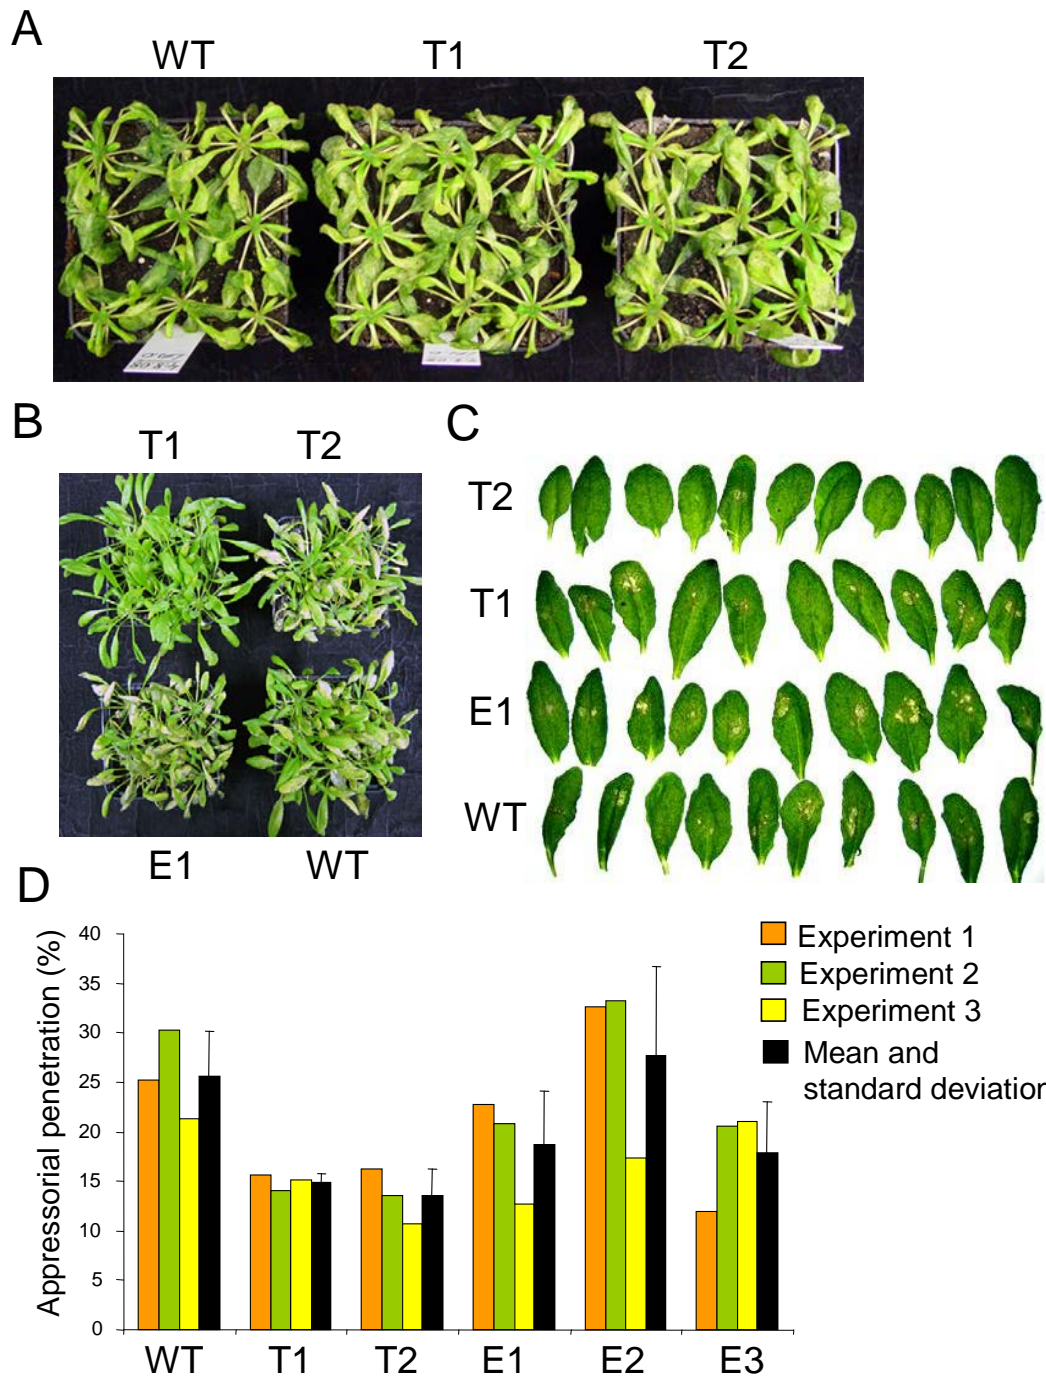 A
WT T1 T2
B
T1 T2
E1 WT
C
T2
T1
E1
WT
D
Appressorial penetration (%)
40
35
30
25
20
15
10
5
0
WT T1 T2 E1 E2 E3
Experiment 1
Experiment 2
Experiment 3
Mean and
standard deviation